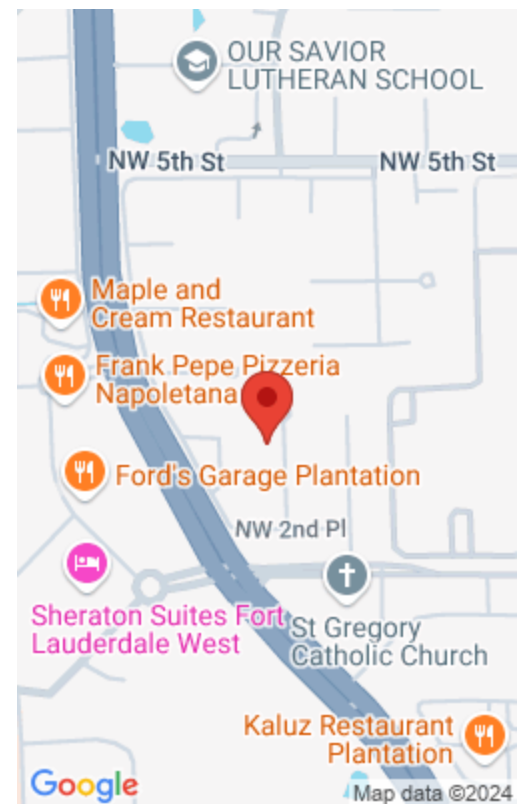 OUR SAVIOR
LUTHERAN SCHOOL
NW 5th St
NW 5th St
Maple and
Cream Restaurant
Frank Pepe Pizzeria
Napoletana
Ford's Garage Plantation
NW 2nd Pl
Sheraton Suites Fort
Lauderdale West
St Gregory
Catholic Church
Kaluz Restaurant
Plantation
Google
Map data ©2024